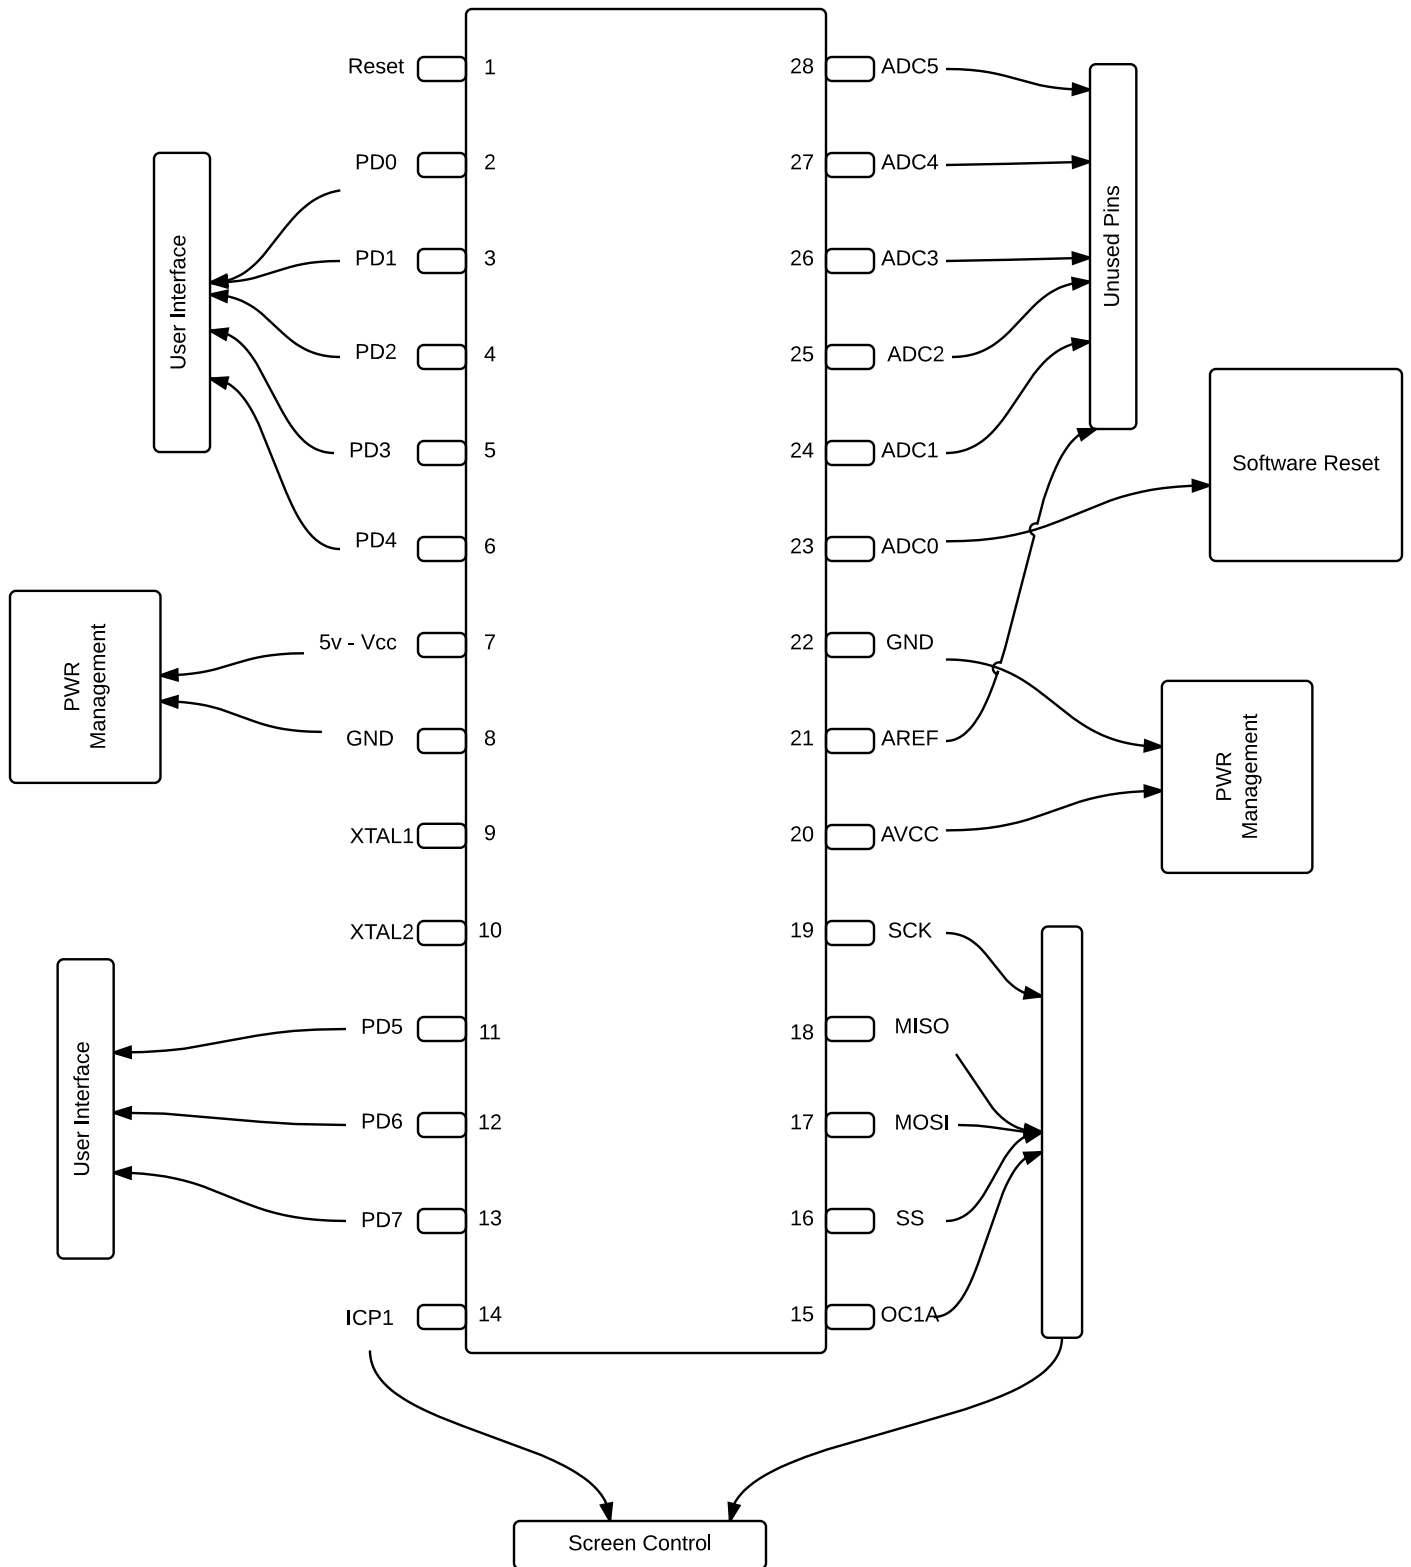 Reset 1 28 ADC5
PD0 2 27 ADC4
PD1 3 26 ADC3
PD2 4 25 ADC2
PD3 5 24 ADC1
PD4 6 23 ADC0
5v - Vcc 7 22 GND
GND 8 21 AREF
XTAL1 9 20 AVCC
XTAL2 10 19 SCK
PD5 11 18 MISO
PD6 12 17 MOSI
PD7 13 16 SS
ICP1 14 15 OC1A
User Interface
PWR
Management
User Interface
Unused Pins
Software Reset
PWR
Management
Screen Control